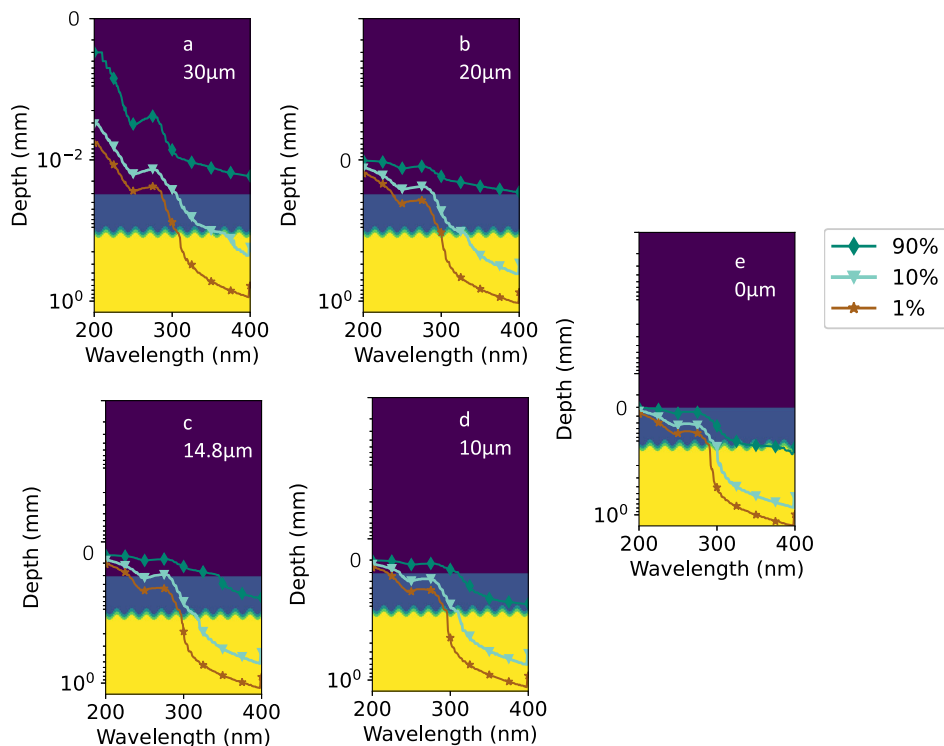 0
a
30μm
10⁻²
10⁰
Depth (mm)
200 300 400
Wavelength (nm)
b
20μm
0
10⁰
Depth (mm)
200 300 400
Wavelength (nm)
e
0μm
0
10⁰
Depth (mm)
200 300 400
Wavelength (nm)
90%
10%
1%
c
14.8μm
0
10⁰
Depth (mm)
200 300 400
Wavelength (nm)
d
10μm
0
10⁰
Depth (mm)
200 300 400
Wavelength (nm)